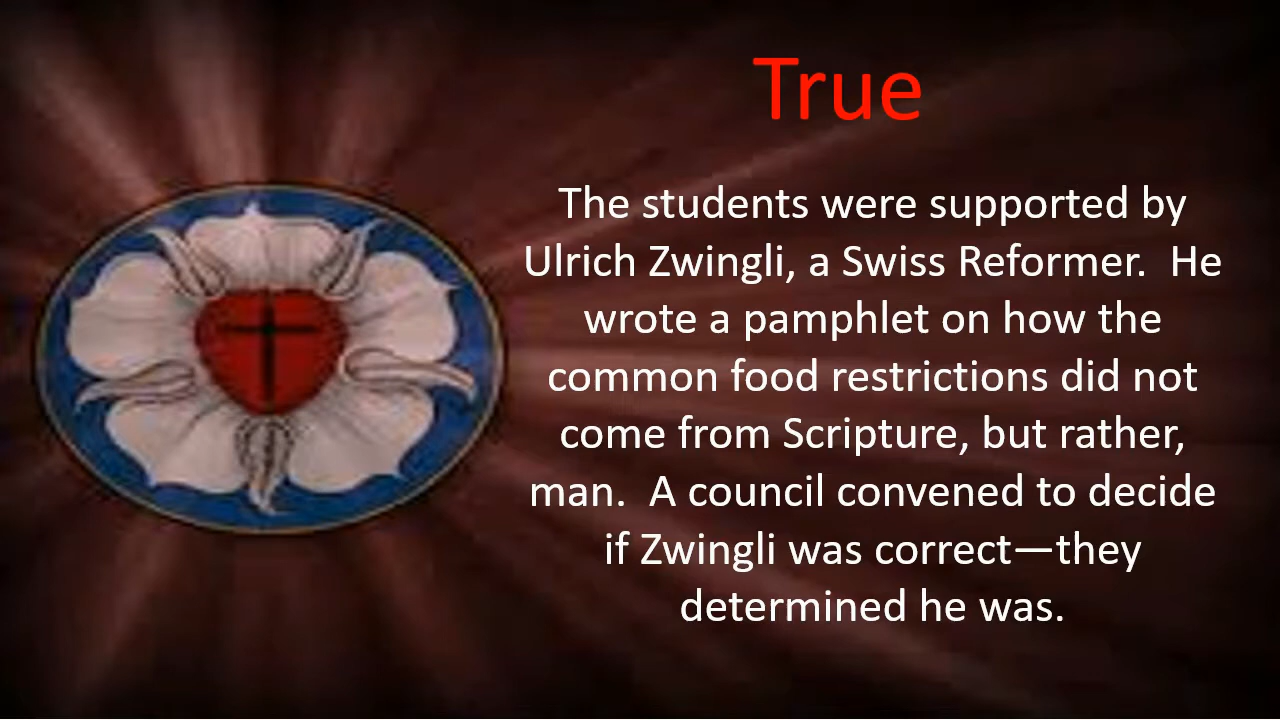 True
The students were supported by
Ulrich Zwingli, a Swiss Reformer.  He
wrote a pamphlet on how the
common food restrictions did not
come from Scripture, but rather,
man.  A council convened to decide
if Zwingli was correct—they
determined he was.